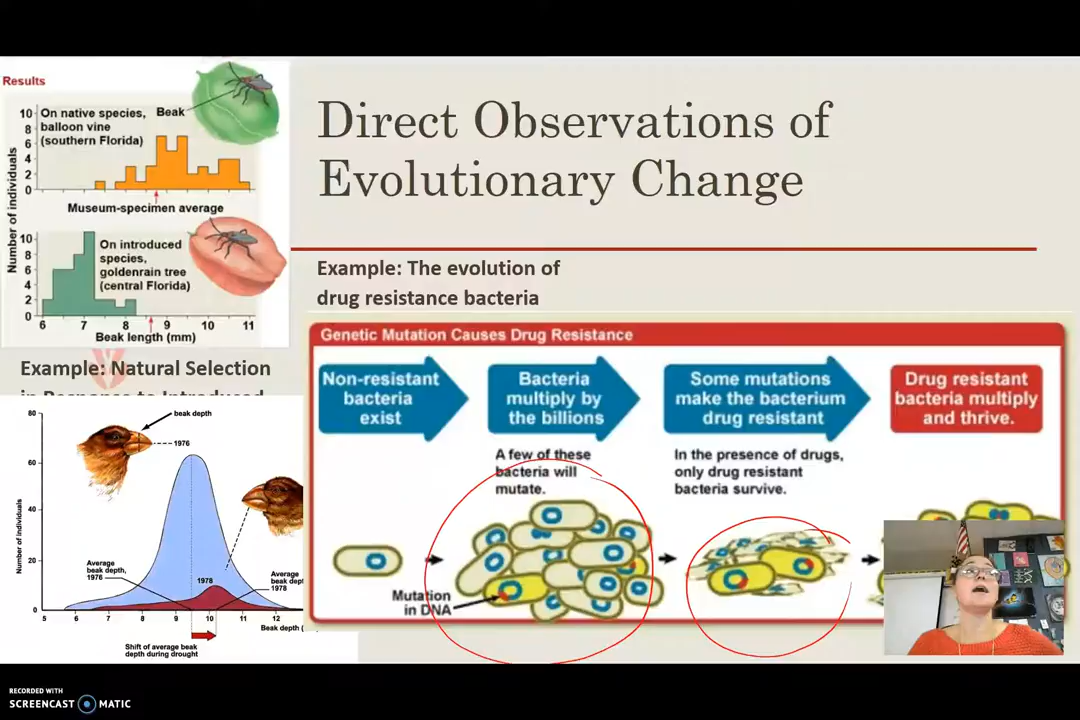 Direct Observations of
Evolutionary Change
Results
10
8
6
4
2
0
On native species,
balloon vine
(southern Florida)
Beak
Museum-specimen average
Number of individuals
10
8
6
4
2
0
On introduced
species,
goldenrain tree
(central Florida)
6 7 8 9 10 11
Beak length (mm)
Example: Natural Selection
in Response to Introduced
80
60
40
20
0
Number of individuals
beak depth
1976
Average
beak depth,
1976
1978
Average
beak dept
1978
5 6 7 8 9 10 11 12
Beak depth (
Shift of average beak
depth during drought
Example: The evolution of
drug resistance bacteria
Genetic Mutation Causes Drug Resistance
Non-resistant
bacteria
exist
Bacteria
multiply by
the billions
Some mutations
make the bacterium
drug resistant
Drug resistant
bacteria multiply
and thrive.
A few of these
bacteria will
mutate.
In the presence of drugs,
only drug resistant
bacteria survive.
Mutation
in DNA
RECORDED WITH
SCREENCAST MATIC